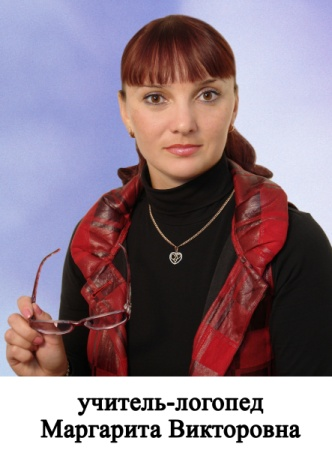 учитель-логопед
Маргарита Викторовна